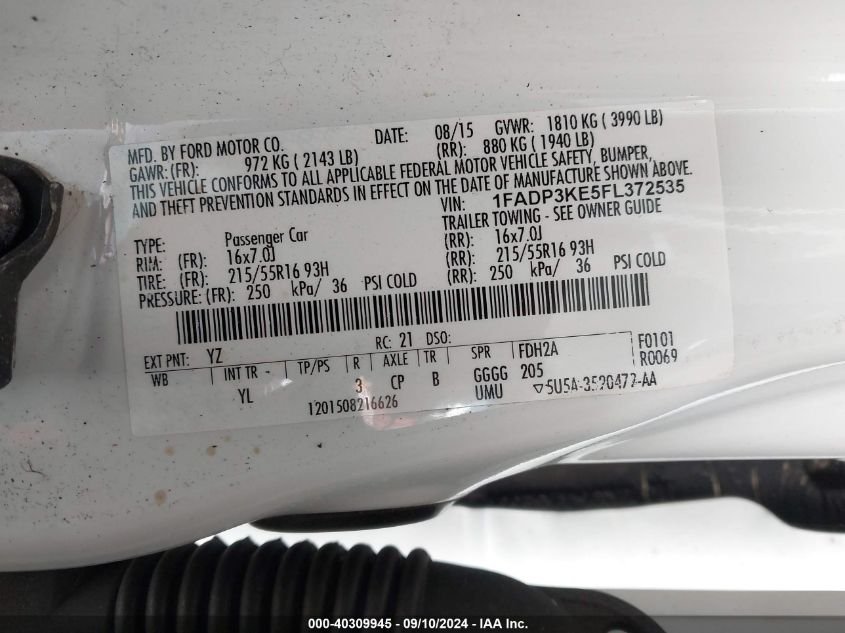 MFD. BY FORD MOTOR CO. DATE: 08/15 GVWR: 1810 KG ( 3990 LB)
GAWR: (FR): 972 KG ( 2143 LB) (RR): 880 KG ( 1940 LB)
THIS VEHICLE CONFORMS TO ALL APPLICABLE FEDERAL MOTOR VEHICLE SAFETY, BUMPER,
AND THEFT PREVENTION STANDARDS IN EFFECT ON THE DATE OF MANUFACTURE SHOWN ABOVE.
VIN: 1FADP3KE5FL372535
TYPE: Passenger Car TRAILER TOWING - SEE OWNER GUIDE
RIM: (FR): 16x7.0J (RR): 16x7.0J
TIRE: (FR): 215/55R16 93H (RR): 215/55R16 93H
PRESSURE: (FR): 250 kPa/ 36 PSI COLD (RR): 250 kPa/ 36 PSI COLD
EXT PNT: YZ RC: 21 DSO: F0101
WB INT TR - TP/PS R AXLE TR SPR FDH2A R0069
YL 3 CP B GGGG 205
UMU ▽5U5A-3520472-AA
1201508216626
000-40309945 - 09/10/2024 - IAA Inc.